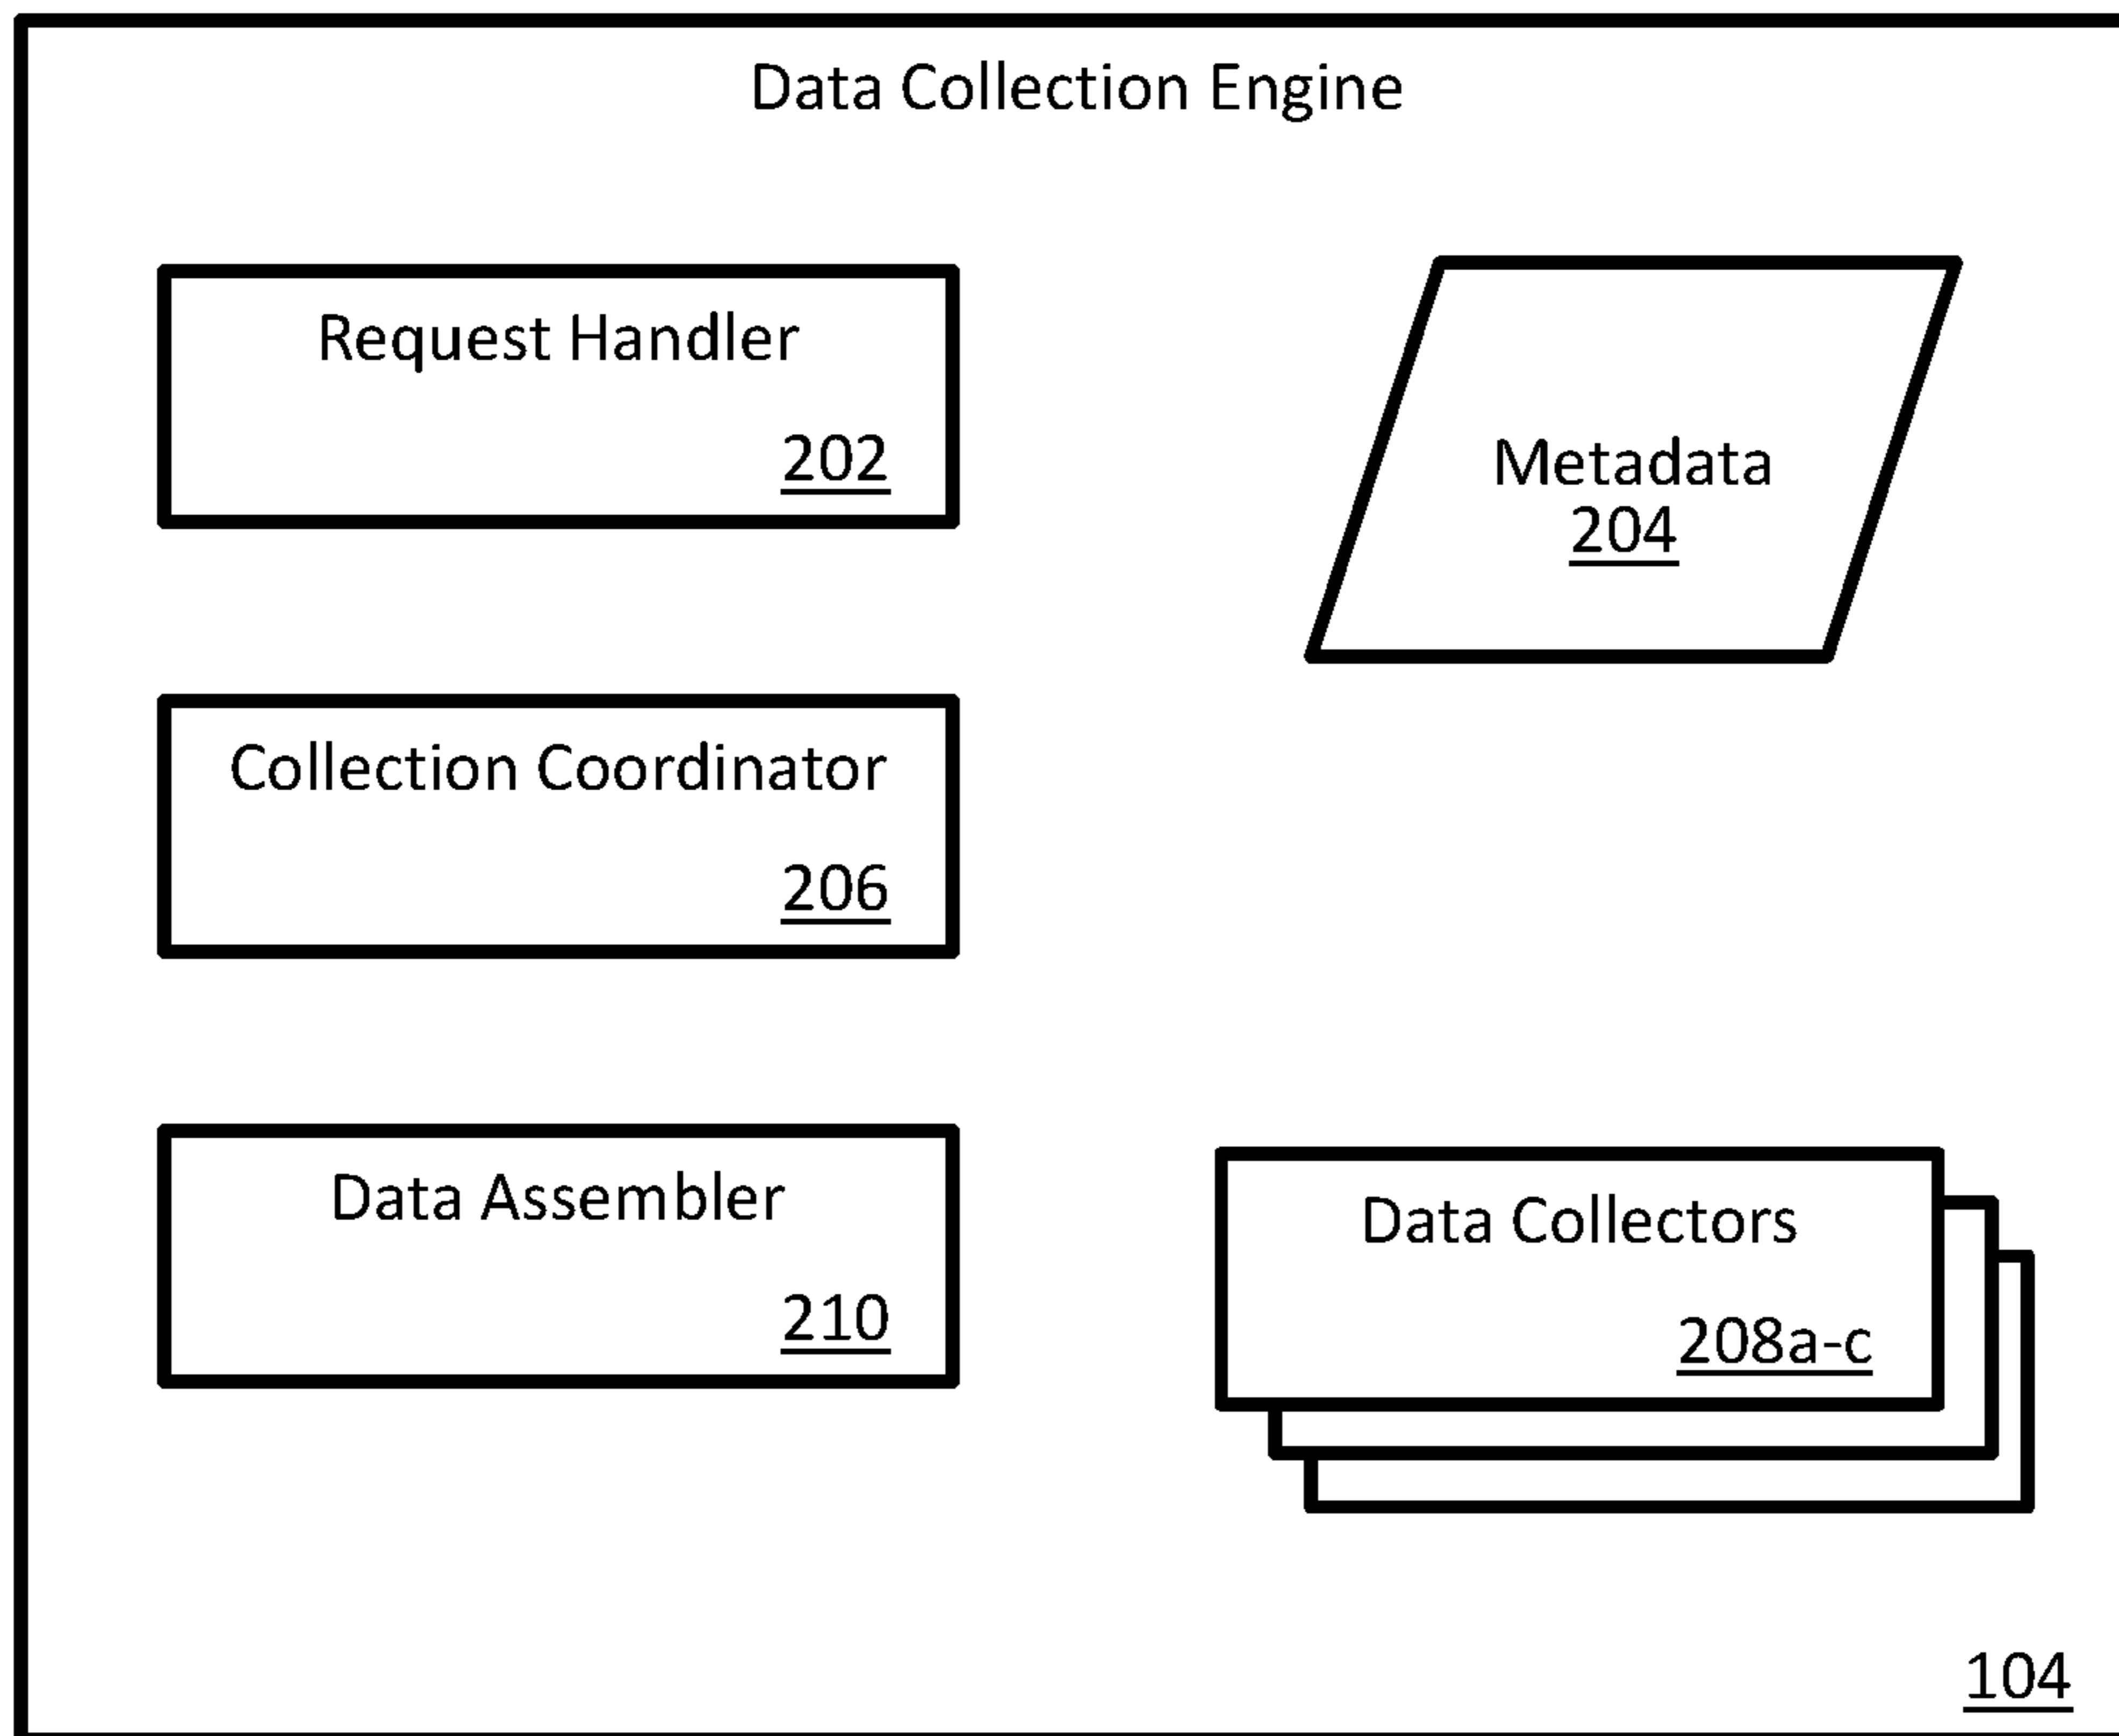 Data Collection Engine
Request Handler
202
Metadata
204
Collection Coordinator
206
Data Assembler
210
Data Collectors
208a-c
104